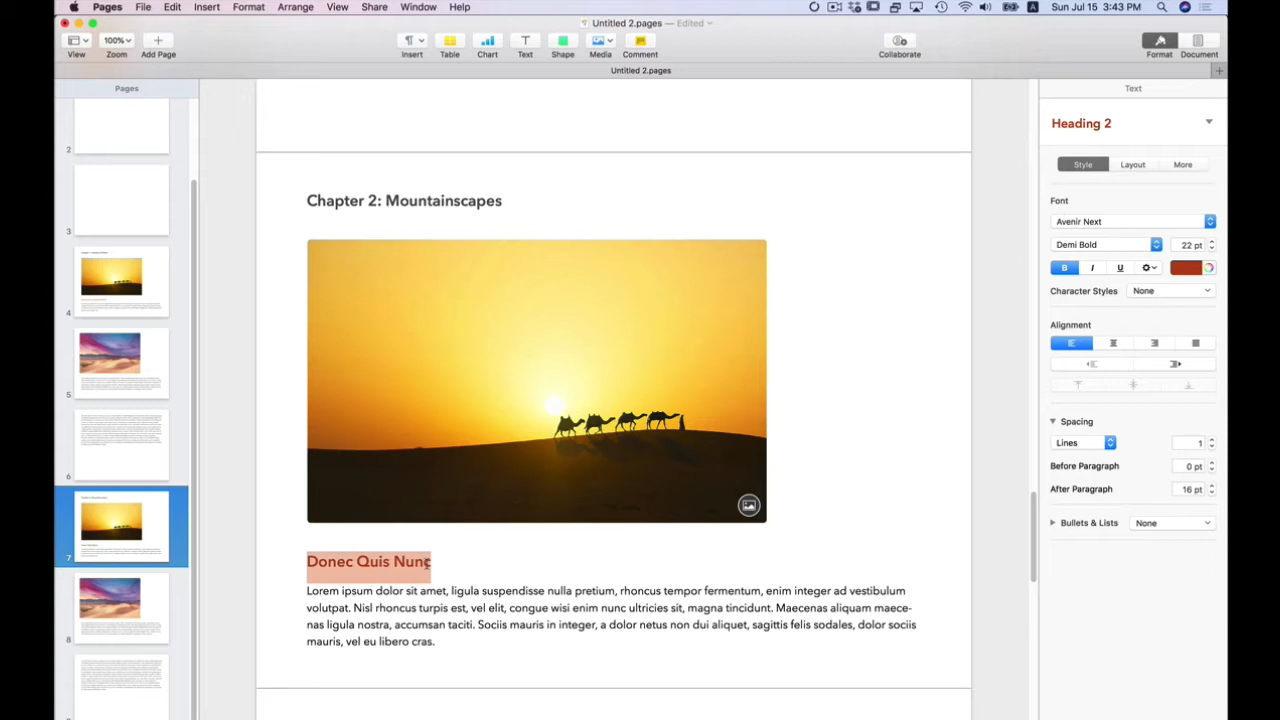 Pages File Edit Insert Format Arrange View Share Window Help
A Sun Jul 15 3:43 PM
Untitled 2.pages — Edited
100%
View Zoom Add Page Insert Table Chart Text Shape Media Comment Collaborate Format Document
Untitled 2.pages
Pages
Text
2
3
4
5
6
7
8
Chapter 2: Mountainscapes
Donec Quis Nunc
Lorem ipsum dolor sit amet, ligula suspendisse nulla pretium, rhoncus tempor fermentum, enim integer ad vestibulum
volutpat. Nisl rhoncus turpis est, vel elit, congue wisi enim nunc ultricies sit, magna tincidunt. Maecenas aliquam maece-
nas ligula nostra, accumsan taciti. Sociis mauris in integer, a dolor netus non dui aliquet, sagittis felis sodales, dolor sociis
mauris, vel eu libero cras.
Heading 2
Style Layout More
Font
Avenir Next
Demi Bold 22 pt
B I U
Character Styles None
Alignment
Spacing
Lines 1
Before Paragraph 0 pt
After Paragraph 16 pt
Bullets & Lists None